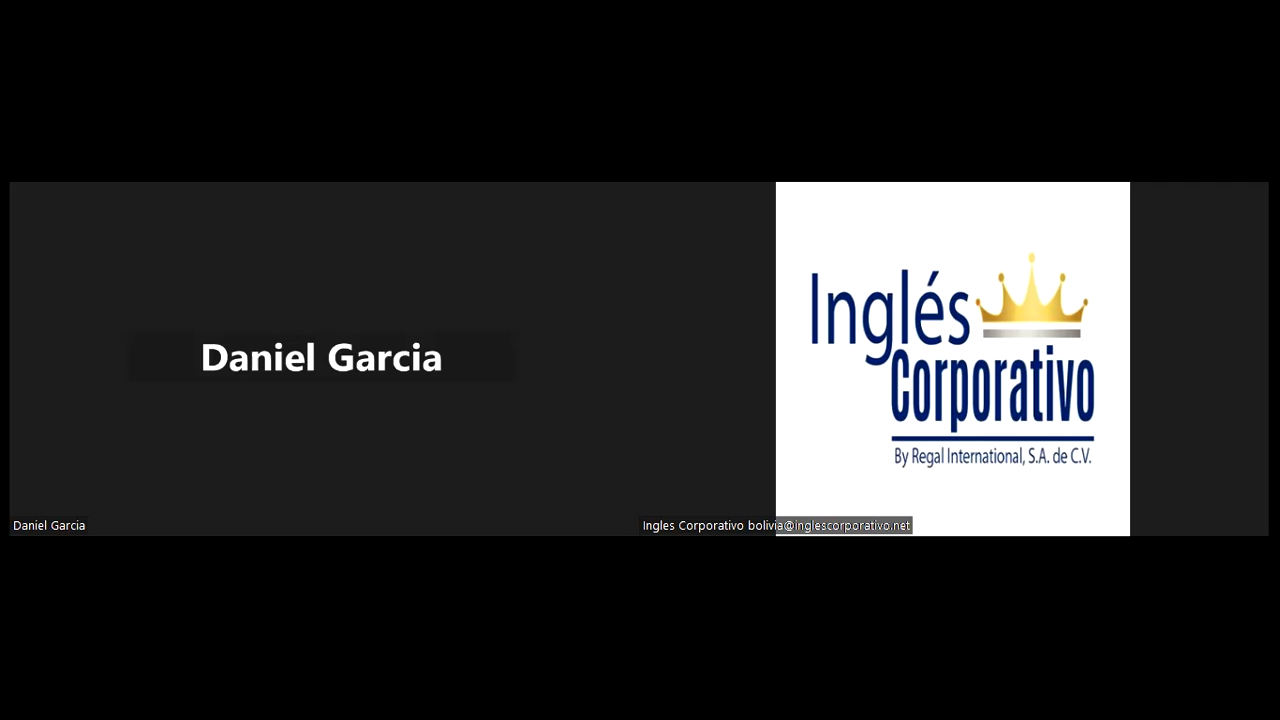 Daniel Garcia
Inglés
Corporativo
By Regal International, S.A. de C.V.
Daniel Garcia
Ingles Corporativo bolivia@inglescorporativo.net